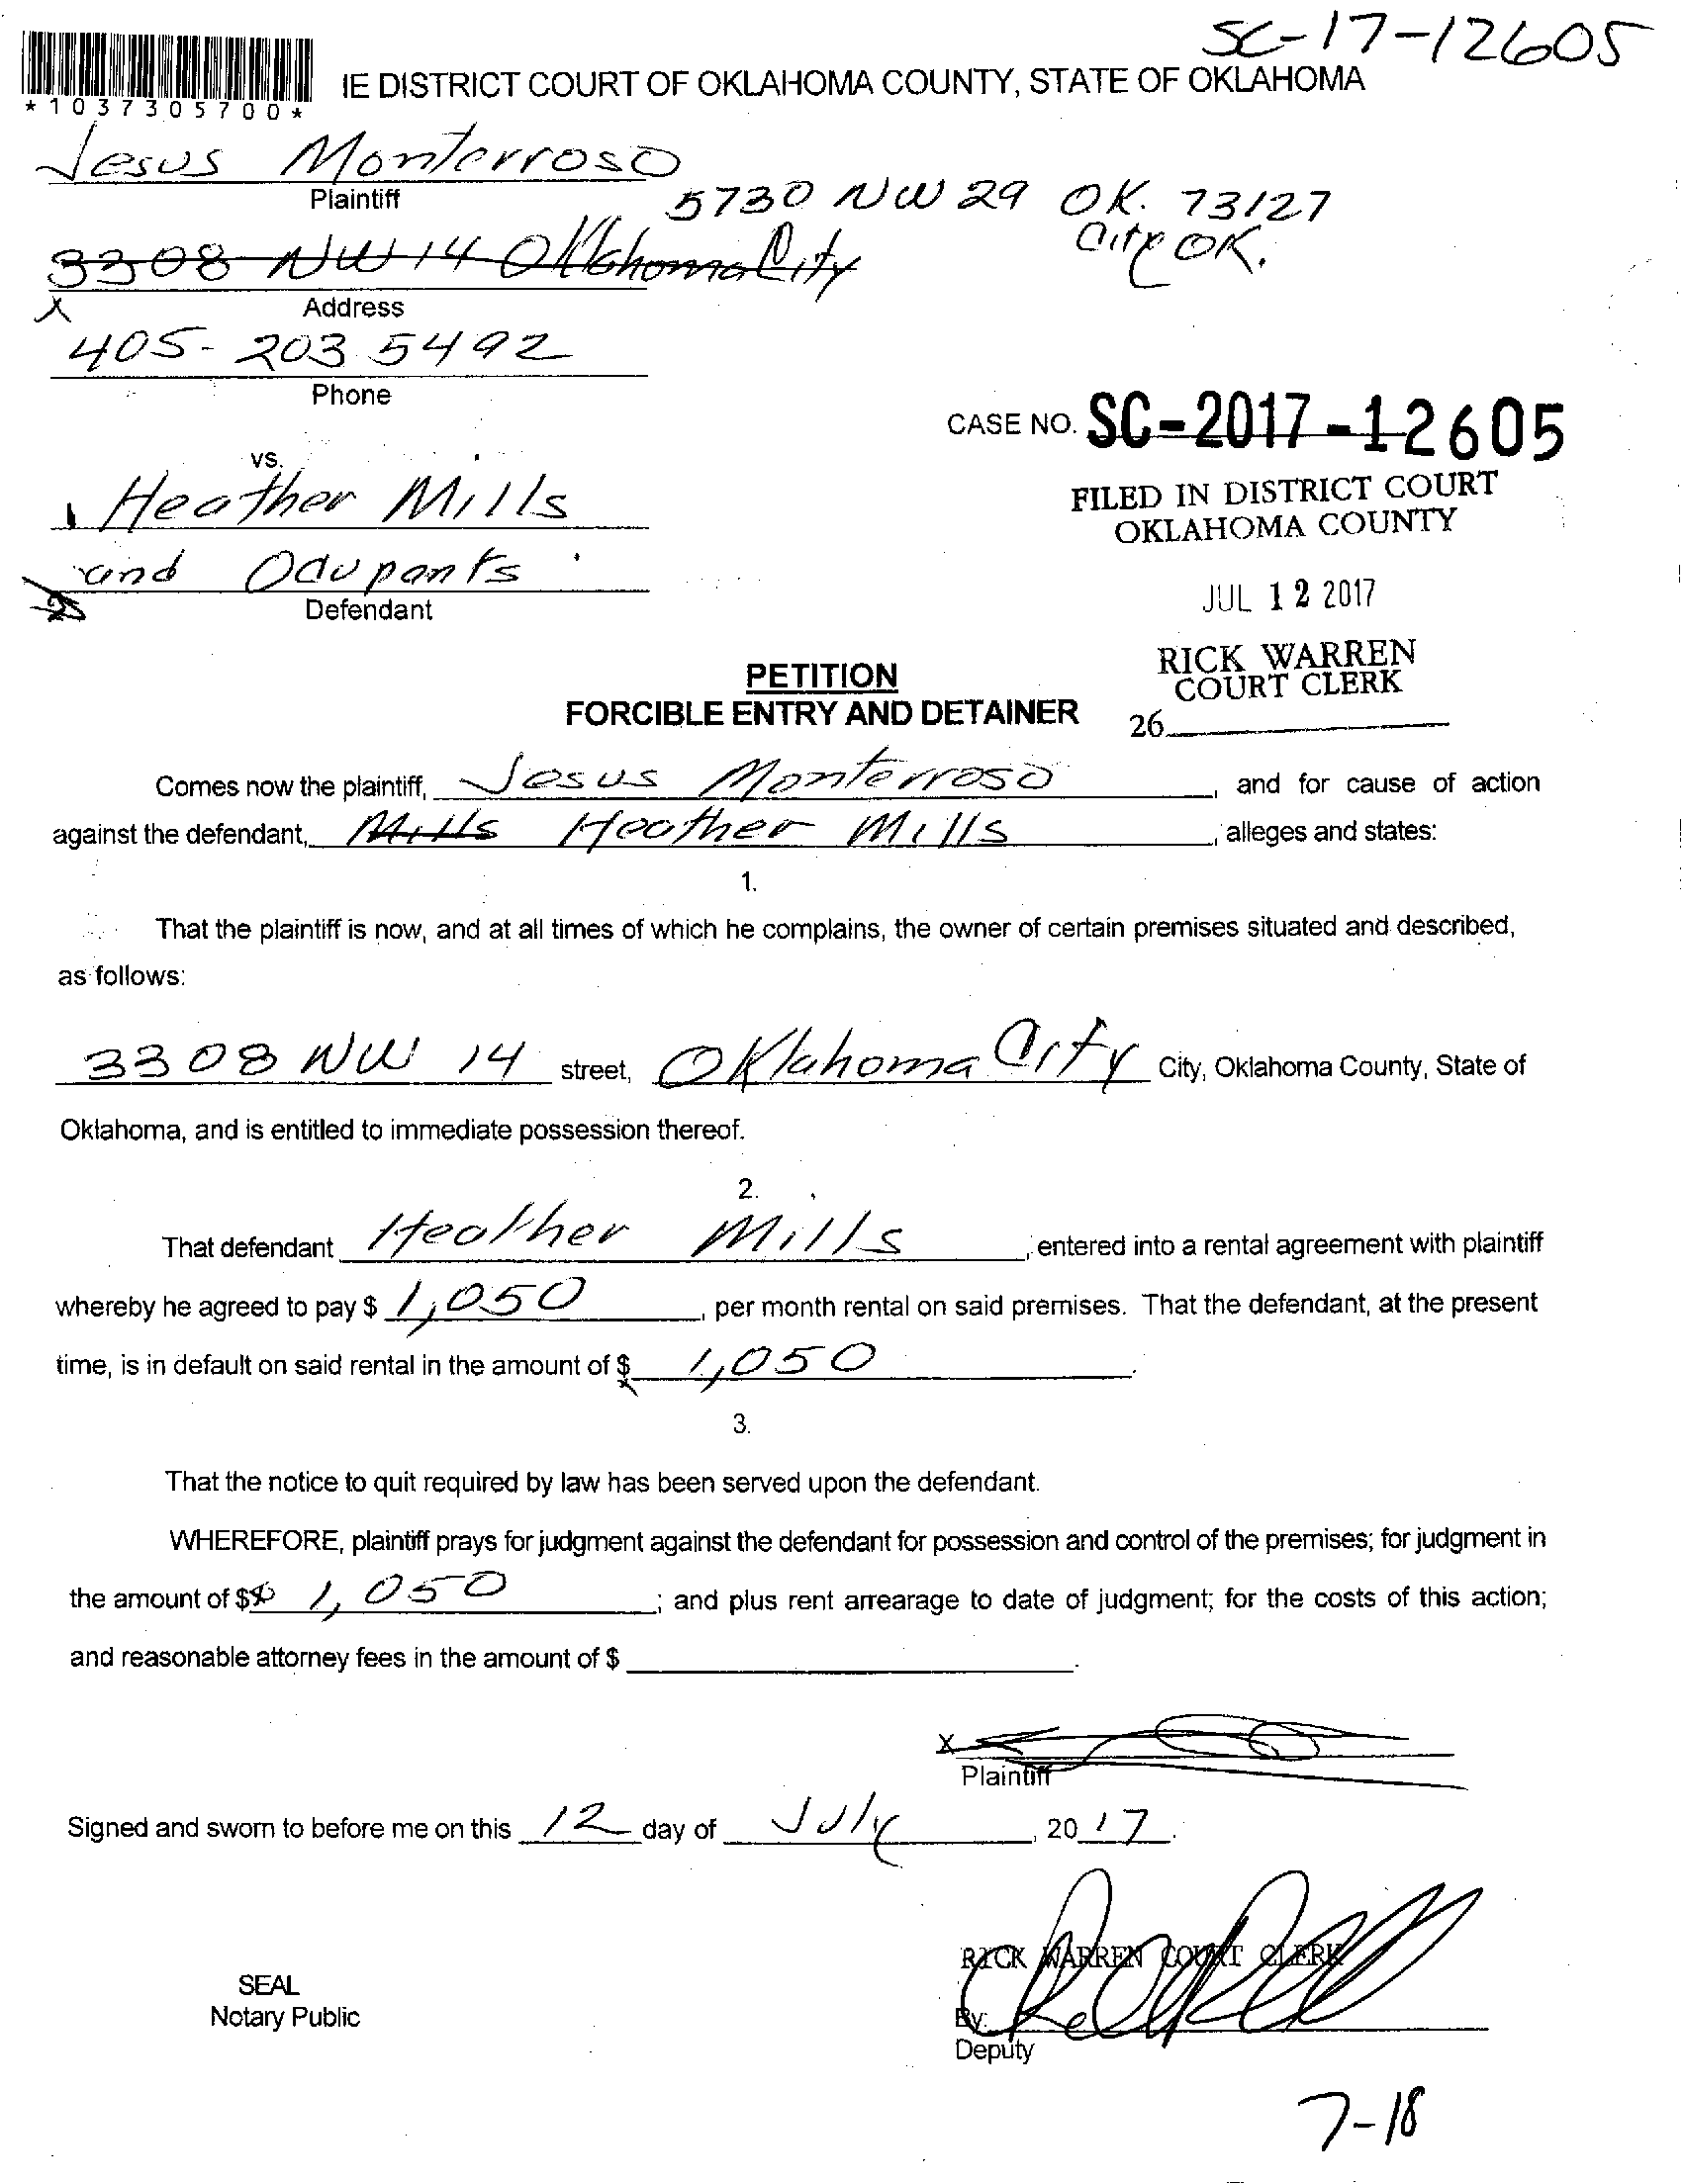 SC-17-12605
IE DISTRICT COURT OF OKLAHOMA COUNTY, STATE OF OKLAHOMA
*1037305700*
Jesus Monterroso
Plaintiff
5730 NW 29 OK. 73127
City OK.
3308 NW 14 Oklahoma City
X
Address
405-203 5492
Phone
CASE NO. SC-2017-12605
vs.
Heather Mills
FILED IN DISTRICT COURT
OKLAHOMA COUNTY
and Ocupants
Defendant
JUL 12 2017
RICK WARREN
COURT CLERK
26
PETITION
FORCIBLE ENTRY AND DETAINER
Comes now the plaintiff, Jesus Monterroso, and for cause of action
against the defendant, Mills Heather Mills, alleges and states:
1.
That the plaintiff is now, and at all times of which he complains, the owner of certain premises situated and described,
as follows:
3308 NW 14 street, Oklahoma City City, Oklahoma County, State of
Oklahoma, and is entitled to immediate possession thereof.
2.
That defendant Heather Mills, entered into a rental agreement with plaintiff
whereby he agreed to pay $ 1,050, per month rental on said premises. That the defendant, at the present
time, is in default on said rental in the amount of $ 1,050.
3.
That the notice to quit required by law has been served upon the defendant.
WHEREFORE, plaintiff prays for judgment against the defendant for possession and control of the premises; for judgment in
the amount of $$ 1,050; and plus rent arrearage to date of judgment; for the costs of this action;
and reasonable attorney fees in the amount of $ .
X
Plaintiff
Signed and sworn to before me on this 12 day of July, 2017.
RICK WARREN COURT CLERK
SEAL
Notary Public
By:
Deputy
7-18